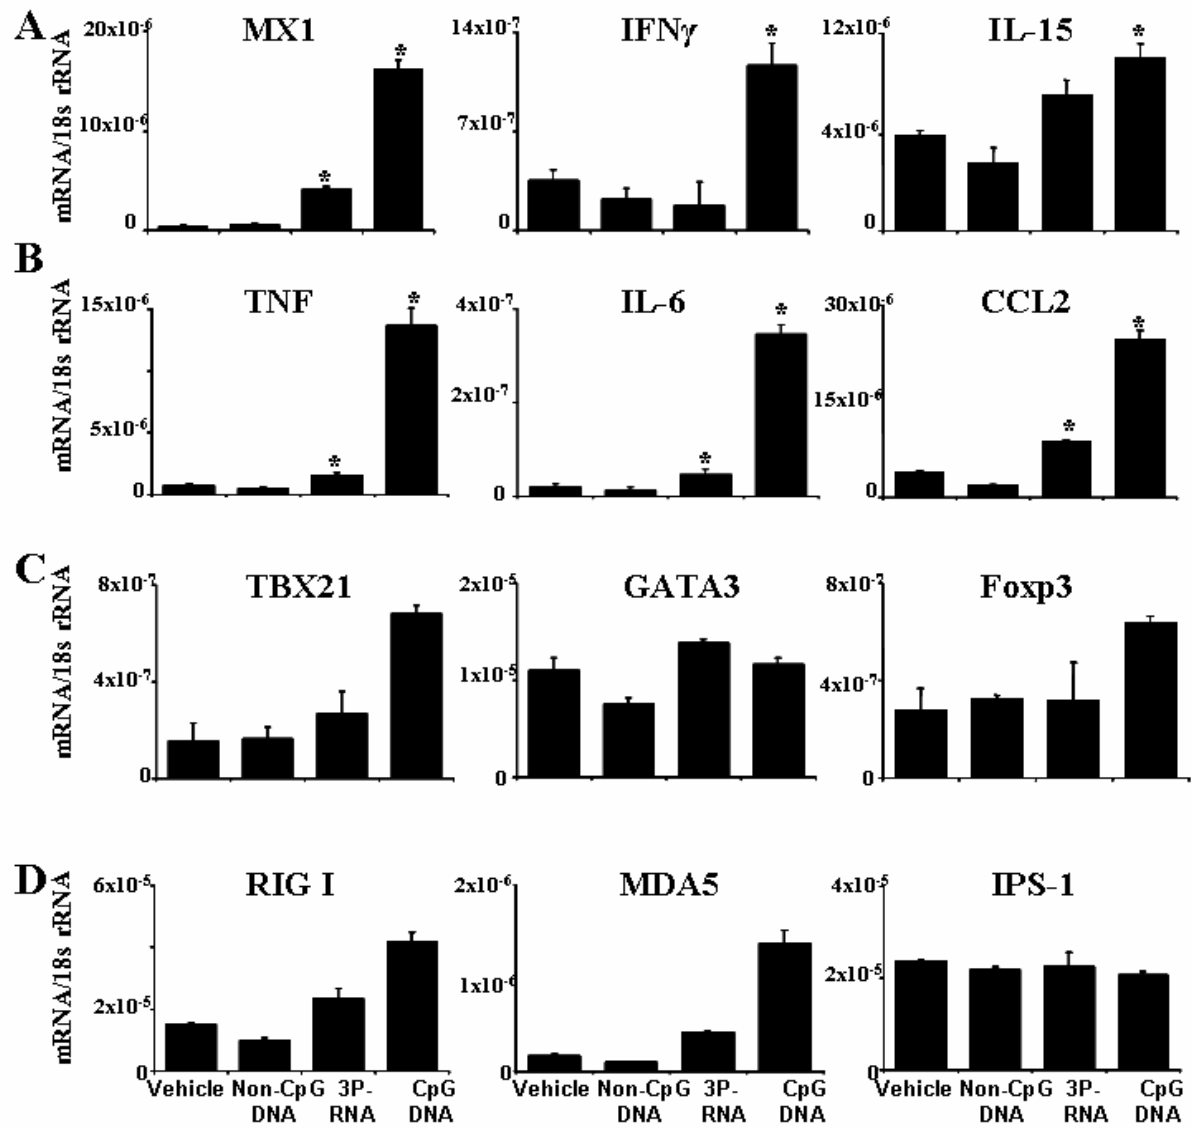 A
MX1
IFNγ
IL-15
mRNA/18s rRNA
20x10-6
10x10-6
0
14x10-7
7x10-7
0
12x10-6
4x10-6
0
*
*
*
*
B
TNF
IL-6
CCL2
mRNA/18s rRNA
15x10-6
5x10-6
0
4x10-7
2x10-7
0
30x10-6
15x10-6
0
*
*
*
*
*
*
C
TBX21
GATA3
Foxp3
mRNA/18s rRNA
8x10-7
4x10-7
0
2x10-5
1x10-5
0
8x10-7
4x10-7
0
D
RIG I
MDA5
IPS-1
mRNA/18s rRNA
6x10-5
2x10-5
0
2x10-6
1x10-6
0
4x10-5
2x10-5
0
Vehicle Non-CpG 3P- CpG
DNA RNA DNA
Vehicle Non-CpG 3P- CpG
DNA RNA DNA
Vehicle Non-CpG 3P- CpG
DNA RNA DNA